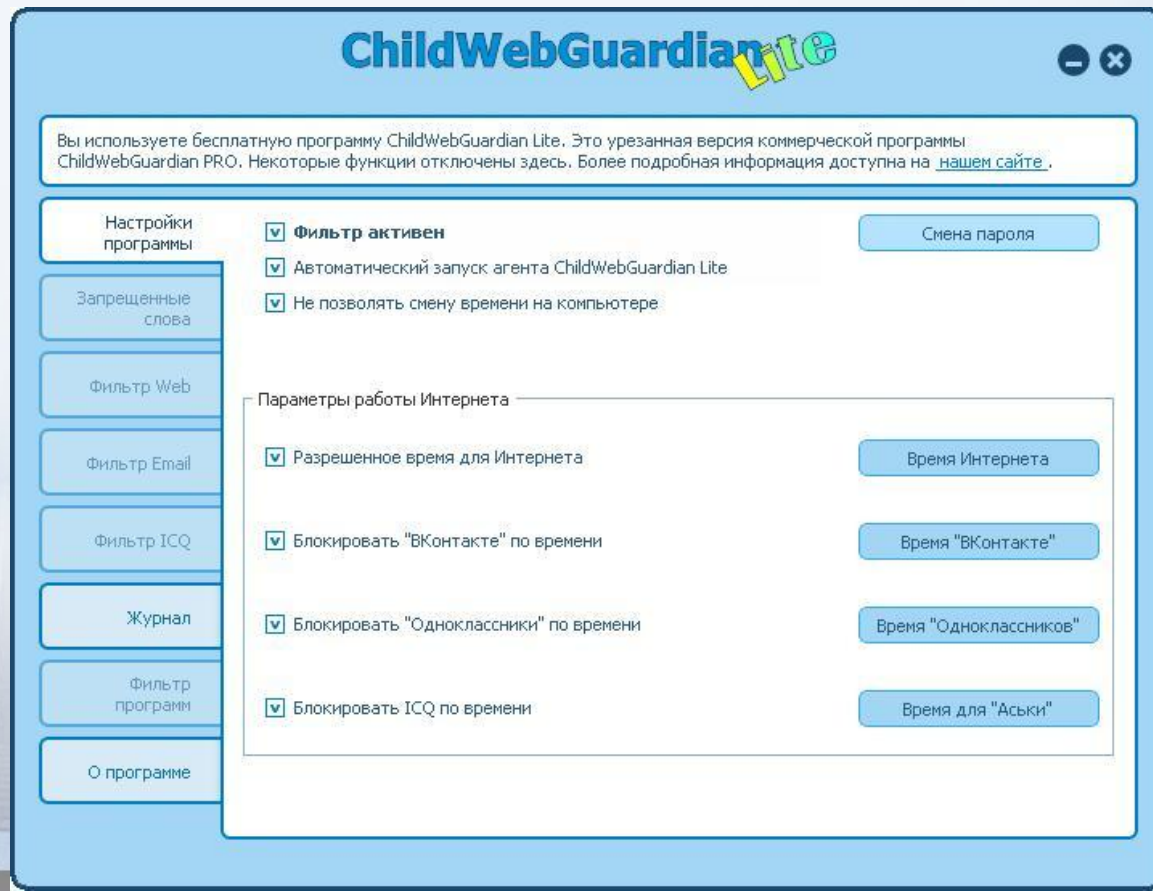 ChildWebGuardian Lite
Вы используете бесплатную программу ChildWebGuardian Lite. Это урезанная версия коммерческой программы
ChildWebGuardian PRO. Некоторые функции отключены здесь. Более подробная информация доступна на нашем сайте .
Настройки
программы
Запрещенные
слова
Фильтр Web
Фильтр Email
Фильтр ICQ
Журнал
Фильтр
программ
О программе
Фильтр активен
Смена пароля
Автоматический запуск агента ChildWebGuardian Lite
Не позволять смену времени на компьютере
Параметры работы Интернета
Разрешенное время для Интернета
Время Интернета
Блокировать "ВКонтакте" по времени
Время "ВКонтакте"
Блокировать "Одноклассники" по времени
Время "Одноклассников"
Блокировать ICQ по времени
Время для "Аськи"